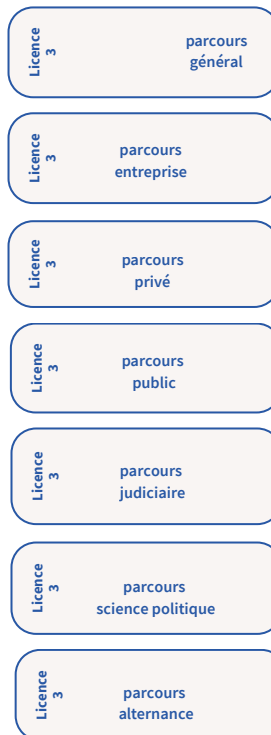 Licence
3
parcours
général
Licence
3
parcours
entreprise
Licence
3
parcours
privé
Licence
3
parcours
public
Licence
3
parcours
judiciaire
Licence
3
parcours
science politique
Licence
3
parcours
alternance